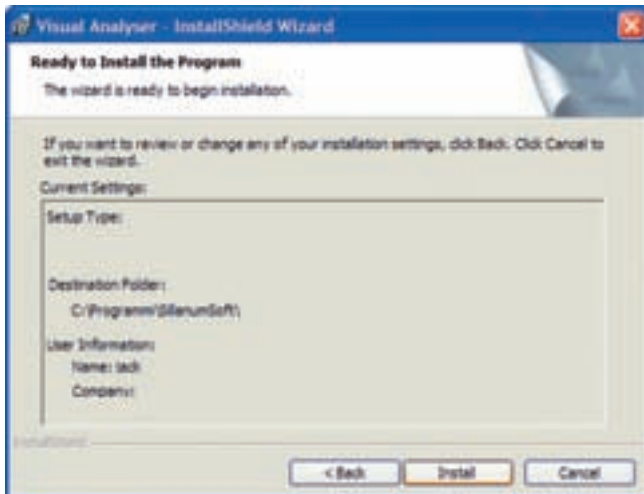 Visual Analyser - InstallShield Wizard
Ready to Install the Program
The wizard is ready to begin installation.
If you want to review or change any of your installation settings, click Back. Click Cancel to
exit the wizard.
Current Settings:
Setup Type:
Destination Folder:
C:\Programmi\SillanumSoft\
User Information:
Name:
Company:
InstallShield
< Back
Install
Cancel